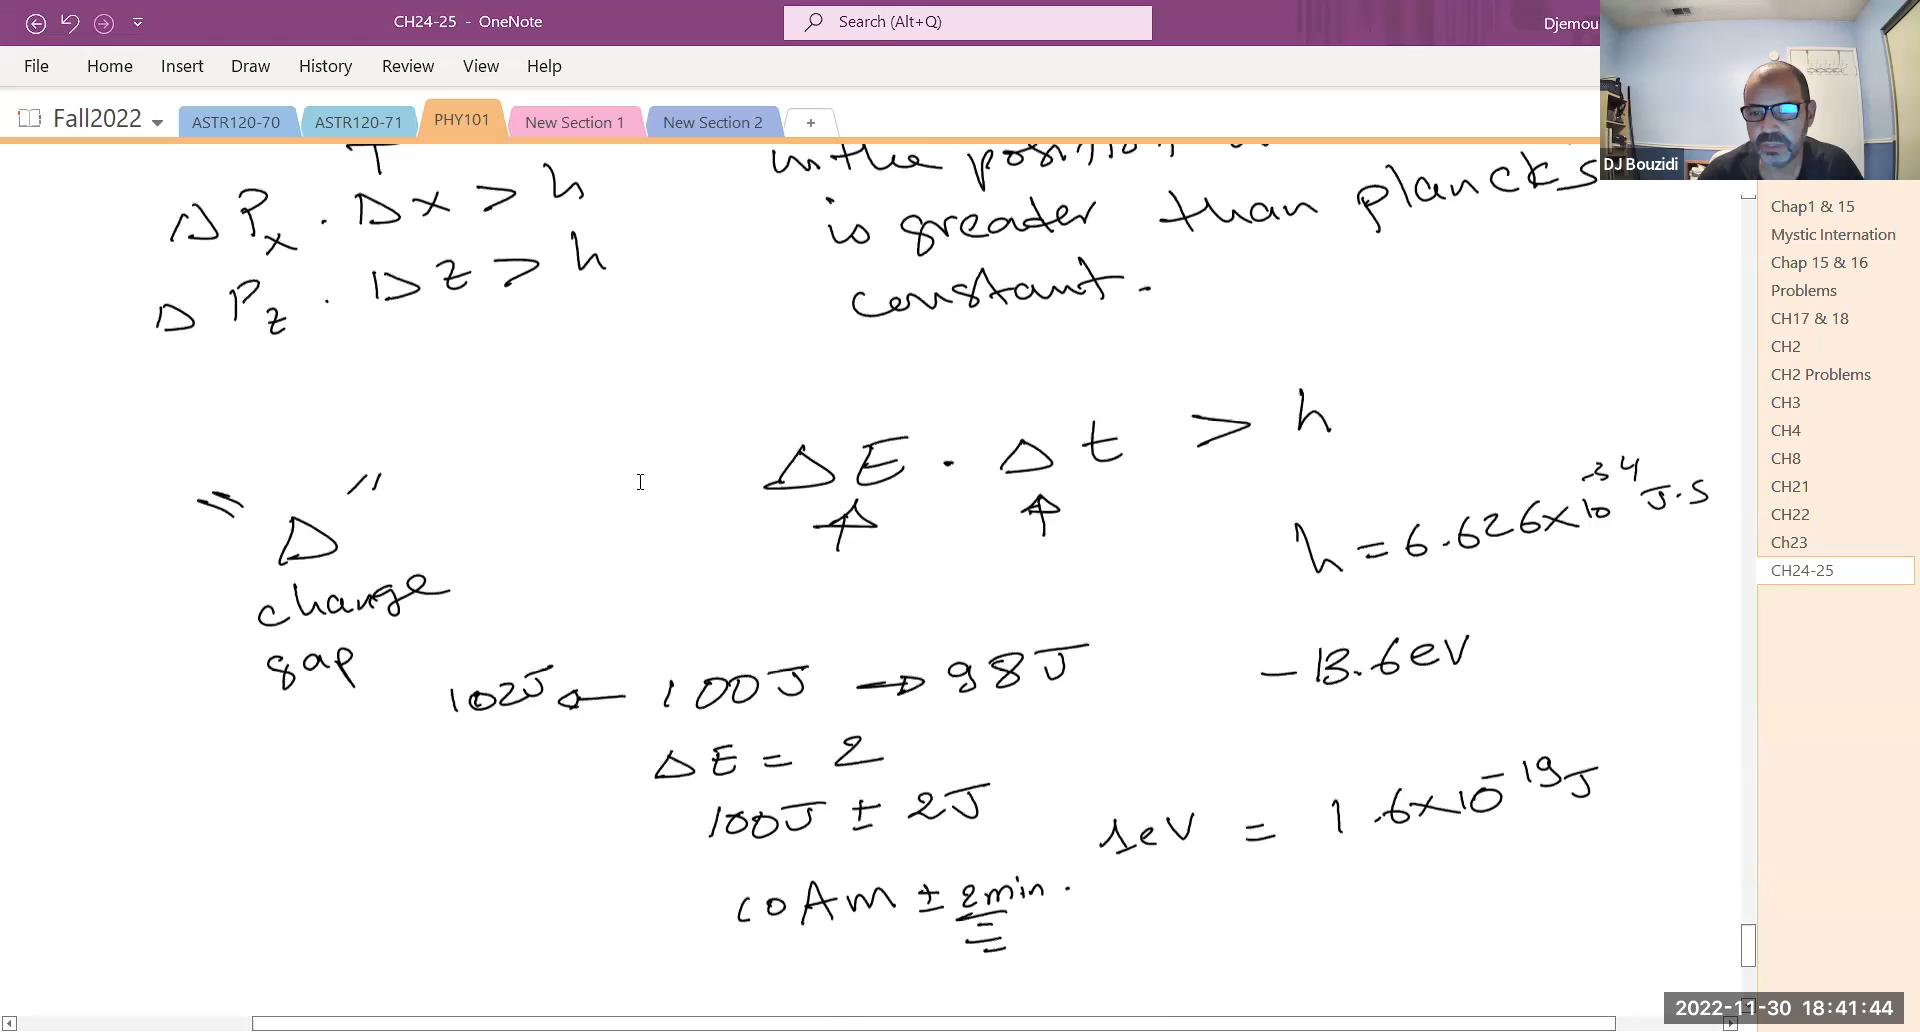 CH24-25 - OneNote
Search (Alt+Q)
Djemou
File Home Insert Draw History Review View Help
Fall2022 ASTR120-70 ASTR120-71 PHY101 New Section 1 New Section 2 +
DJ Bouzidi
Chap1 & 15
Mystic Internation
Chap 15 & 16
Problems
CH17 & 18
CH2
CH2 Problems
CH3
CH4
CH8
CH21
CH22
Ch23
CH24-25
in the position
ΔPx . Δx > h
is greater than plancks
ΔPz . Δz > h
constant.
ΔE . Δt > h
"Δ"
h = 6.626x10^-34 J.S
change
gap
102J ← 100J → 98J
-13.6eV
ΔE = 2
100J ± 2J
1eV = 1.6x10^-19 J
10Am ± 2min.
2022-11-30 18:41:44